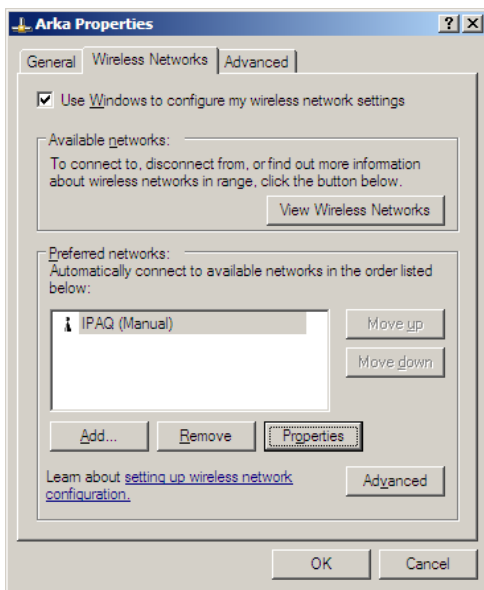 Arka Properties
General Wireless Networks Advanced
Use Windows to configure my wireless network settings
Available networks:
To connect to, disconnect from, or find out more information
about wireless networks in range, click the button below.
View Wireless Networks
Preferred networks:
Automatically connect to available networks in the order listed
below:
IPAQ (Manual)
Move up
Move down
Add... Remove Properties
Learn about setting up wireless network
configuration.
Advanced
OK Cancel